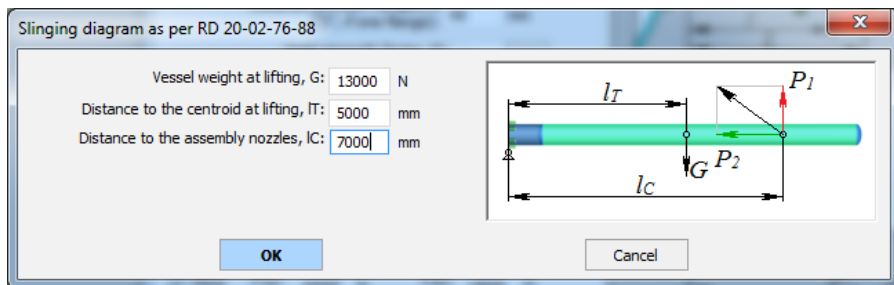 Slinging diagram as per RD 20-02-76-88
Vessel weight at lifting, G: 13000 N
Distance to the centroid at lifting, lT: 5000 mm
Distance to the assembly nozzles, lC: 7000 mm
lT
P1
P2
G
lC
OK
Cancel